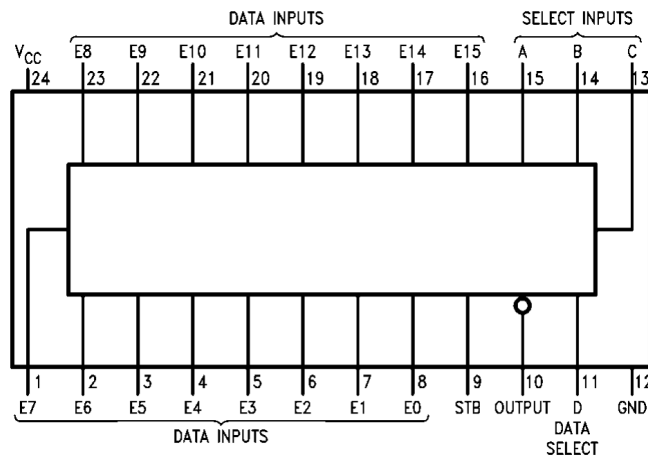 DATA INPUTS SELECT INPUTS
VCC E8 E9 E10 E11 E12 E13 E14 E15 A B C
24 23 22 21 20 19 18 17 16 15 14 13
1 2 3 4 5 6 7 8 9 10 11 12
E7 E6 E5 E4 E3 E2 E1 E0 STB OUTPUT D GND
DATA INPUTS DATA
SELECT